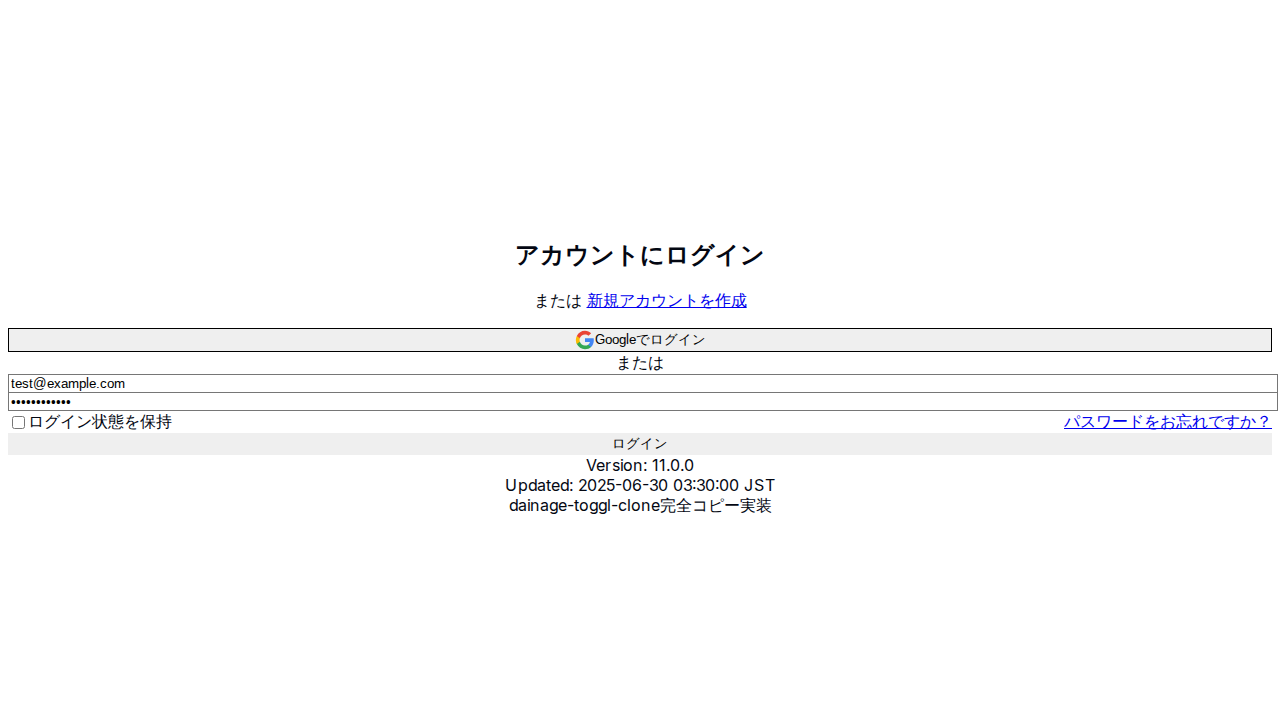 アカウントにログイン
または 新規アカウントを作成
Googleでログイン
または
test@example.com
••••••••••••
ログイン状態を保持 パスワードをお忘れですか？
ログイン
Version: 11.0.0
Updated: 2025-06-30 03:30:00 JST
dainage-toggl-clone完全コピー実装